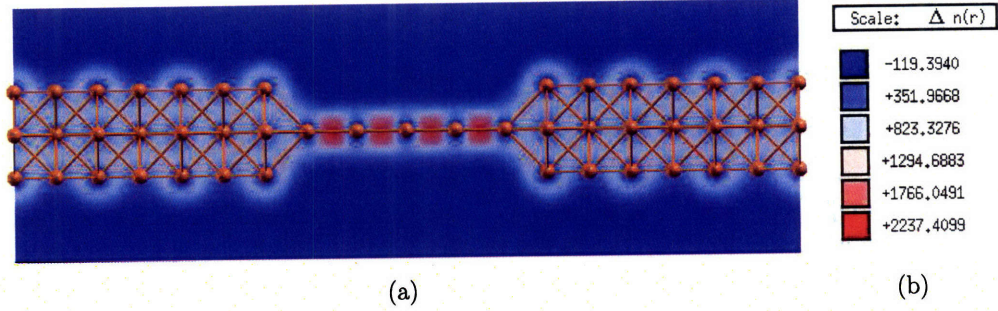 Scale: Δ n(r)
-119.3940
+351.9668
+823.3276
+1294.6883
+1766.0491
+2237.4099
(a)
(b)